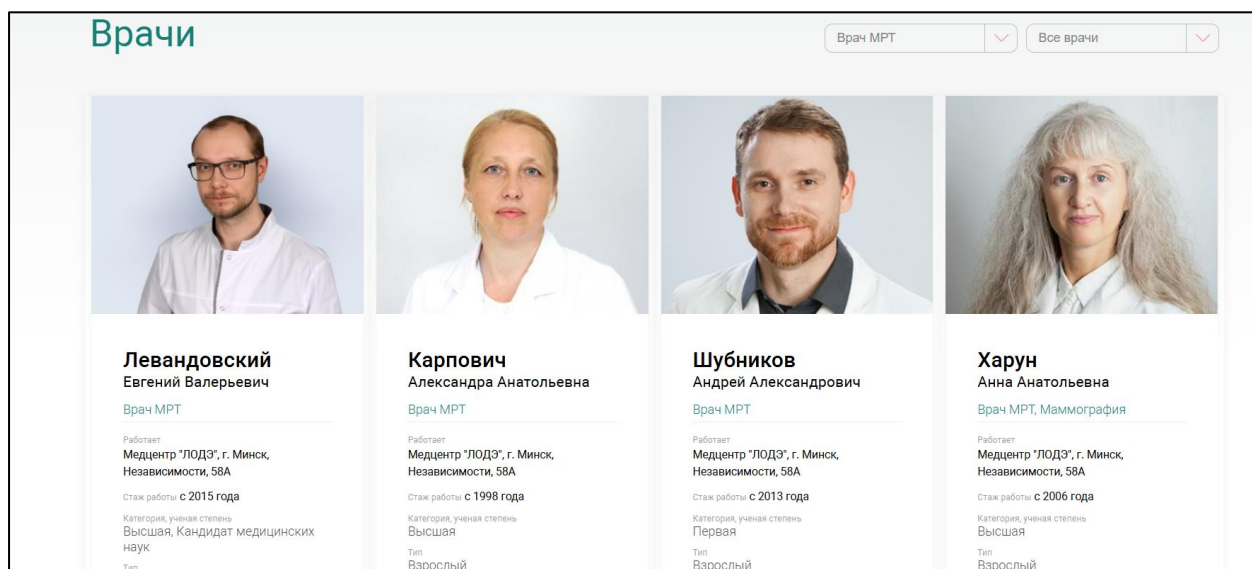 Врачи
Врач МРТ
Все врачи
Левандовский
Евгений Валерьевич
Врач МРТ
Работает
Медцентр "ЛОДЭ", г. Минск,
Независимости, 58А
Стаж работы с 2015 года
Категория, ученая степень
Высшая, Кандидат медицинских
наук
Тип
Карпович
Александра Анатольевна
Врач МРТ
Работает
Медцентр "ЛОДЭ", г. Минск,
Независимости, 58А
Стаж работы с 1998 года
Категория, ученая степень
Высшая
Тип
Взрослый
Шубников
Андрей Александрович
Врач МРТ
Работает
Медцентр "ЛОДЭ", г. Минск,
Независимости, 58А
Стаж работы с 2013 года
Категория, ученая степень
Первая
Тип
Взрослый
Харун
Анна Анатольевна
Врач МРТ, Маммография
Работает
Медцентр "ЛОДЭ", г. Минск,
Независимости, 58А
Стаж работы с 2006 года
Категория, ученая степень
Высшая
Тип
Взрослый